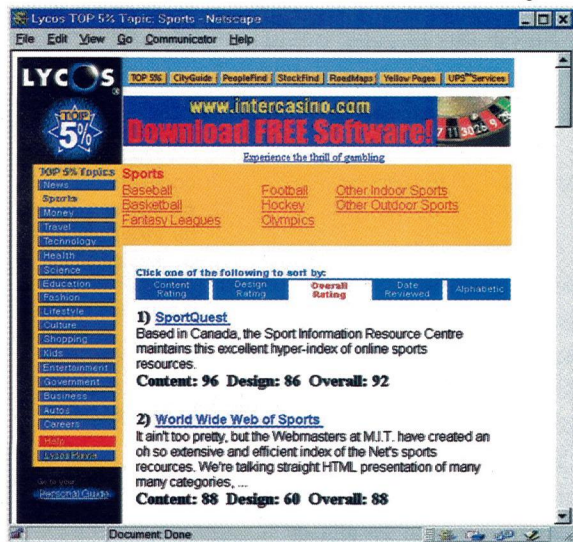 Lycos TOP 5% Topic: Sports - Netscape
File Edit View Go Communicator Help
LYCOS
TOP 5% CityGuide PeopleFind StockFind RoadMaps Yellow Pages UPS Services
TOP 5%
www.intercasino.com
Download FREE Software!
Experience the thrill of gambling
TOP 5% Topics
News
Sports
Money
Travel
Technology
Health
Science
Education
Fashion
Lifestyle
Culture
Shopping
Kids
Entertainment
Government
Business
Autos
Careers
Help
Lycos Home
Go to your
Personal Guide
Sports
Baseball Football Other Indoor Sports
Basketball Hockey Other Outdoor Sports
Fantasy Leagues Olympics
Click one of the following to sort by:
Content Rating Design Rating Overall Rating Date Reviewed Alphabetic
1) SportQuest
Based in Canada, the Sport Information Resource Centre
maintains this excellent hyper-index of online sports
resources.
Content: 96 Design: 86 Overall: 92
2) World Wide Web of Sports
It ain't too pretty, but the Webmasters at M.I.T. have created an
oh so extensive and efficient index of the Net's sports
recources. We're talking straight HTML presentation of many
many categories, ...
Content: 88 Design: 60 Overall: 88
Document: Done